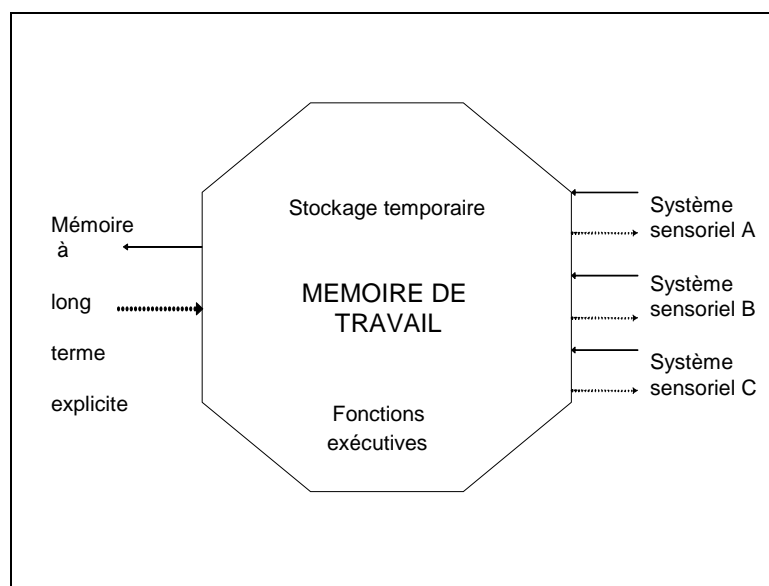 Mémoire
à
long
terme
explicite
Stockage temporaire
MEMOIRE DE
TRAVAIL
Fonctions
exécutives
Système
sensoriel A
Système
sensoriel B
Système
sensoriel C